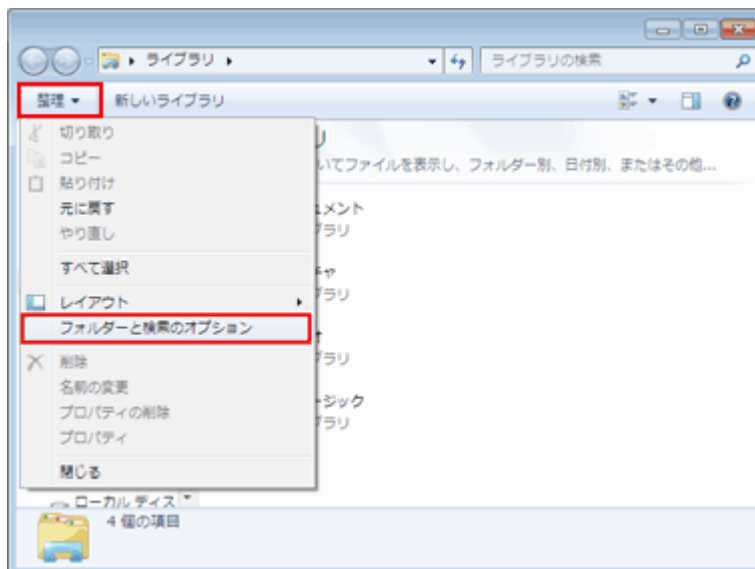 ライブラリ
ライブラリの検索
整理
新しいライブラリ
切り取り
コピー
貼り付け
元に戻す
やり直し
すべて選択
レイアウト
フォルダーと検索のオプション
削除
名前の変更
プロパティの削除
プロパティ
閉じる
リ
いてファイルを表示し、フォルダー別、日付別、またはその他...
ュメント
ブラリ
チャ
ブラリ
ブラリ
ージック
ブラリ
ローカル ディス
4 個の項目